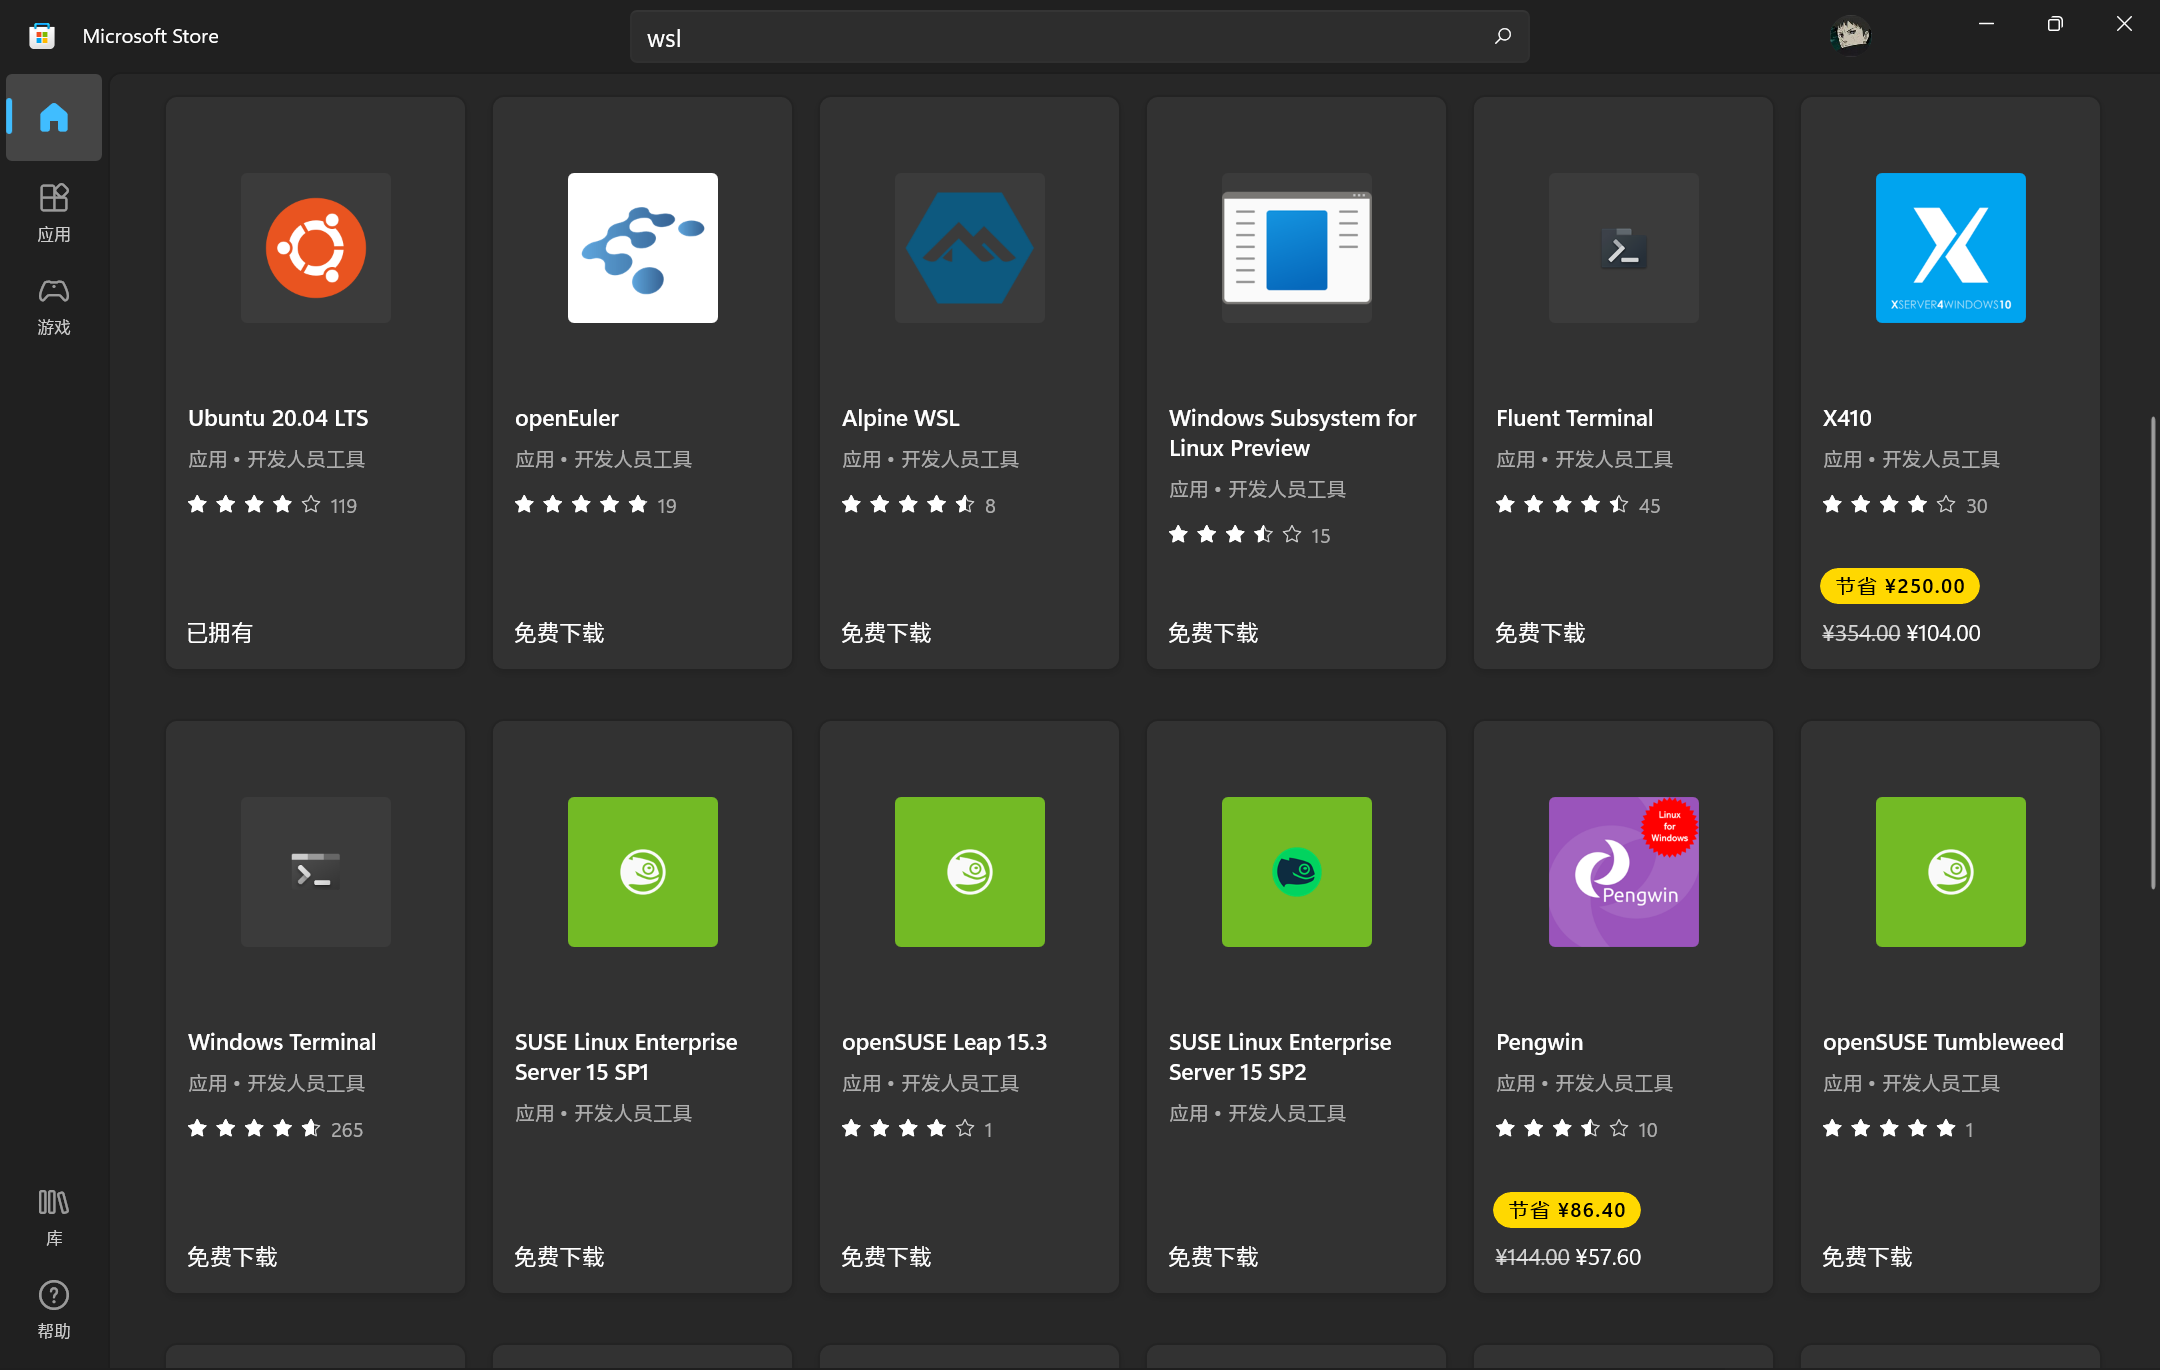 Microsoft Store
wsl
应用
游戏
库
帮助
Ubuntu 20.04 LTS
应用 • 开发人员工具
119
已拥有
openEuler
应用 • 开发人员工具
19
免费下载
Alpine WSL
应用 • 开发人员工具
8
免费下载
Windows Subsystem for
Linux Preview
应用 • 开发人员工具
15
免费下载
Fluent Terminal
应用 • 开发人员工具
45
免费下载
XSERVER4WINDOWS10
X410
应用 • 开发人员工具
30
节省 ¥250.00
¥354.00 ¥104.00
Windows Terminal
应用 • 开发人员工具
265
免费下载
SUSE Linux Enterprise
Server 15 SP1
应用 • 开发人员工具
免费下载
openSUSE Leap 15.3
应用 • 开发人员工具
1
免费下载
SUSE Linux Enterprise
Server 15 SP2
应用 • 开发人员工具
免费下载
Linux
for
Windows
Pengwin
Pengwin
应用 • 开发人员工具
10
节省 ¥86.40
¥144.00 ¥57.60
openSUSE Tumbleweed
应用 • 开发人员工具
1
免费下载